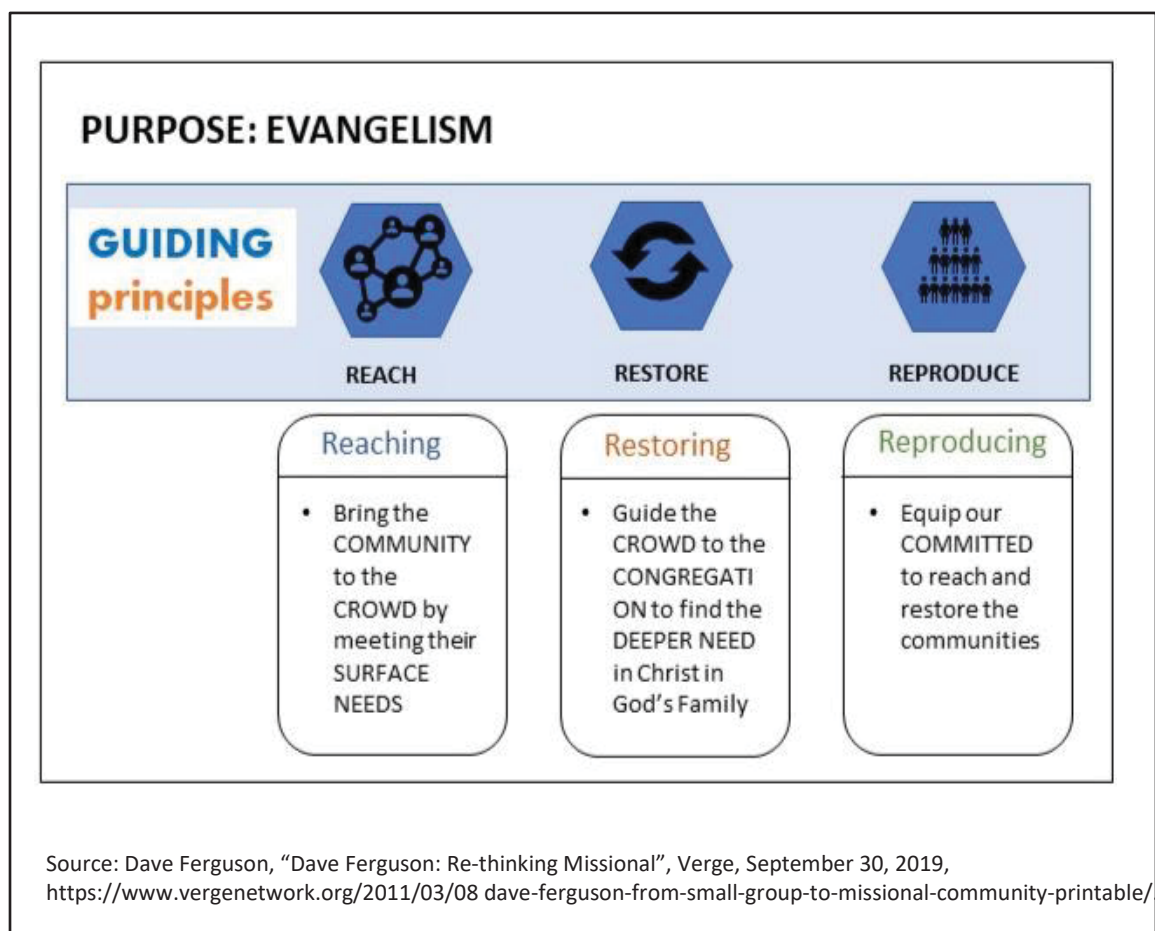 PURPOSE: EVANGELISM
GUIDING
principles
REACH
RESTORE
REPRODUCE
Reaching
• Bring the
COMMUNITY
to the
CROWD by
meeting their
SURFACE
NEEDS
Restoring
• Guide the
CROWD to the
CONGREGATI
ON to find the
DEEPER NEED
in Christ in
God's Family
Reproducing
• Equip our
COMMITTED
to reach and
restore the
communities
Source: Dave Ferguson, “Dave Ferguson: Re-thinking Missional”, Verge, September 30, 2019,
https://www.vergenetwork.org/2011/03/08 dave-ferguson-from-small-group-to-missional-community-printable/.